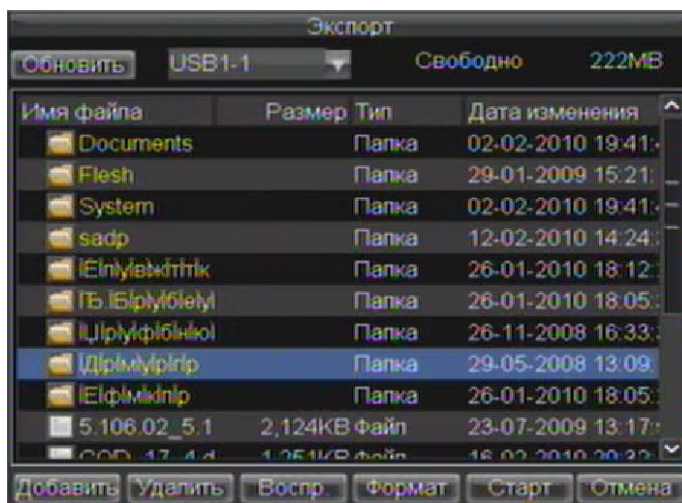 Экспорт
Обновить USB1-1 Свободно 222MB
Имя файла Размер Тип Дата изменения
Documents Папка 02-02-2010 19:41:
Flesh Папка 29-01-2009 15:21:
System Папка 02-02-2010 19:41:
sadp Папка 12-02-2010 14:24:
Папка 26-01-2010 18:12:
Папка 26-01-2010 18:05:
Папка 26-11-2008 16:33:
Папка 29-05-2008 13:09:
Папка 26-01-2010 18:05:
5.106.02_5.1 2,124KB Файл 23-07-2009 13:17:
Добавить Удалить Воспр. Формат Старт Отмена